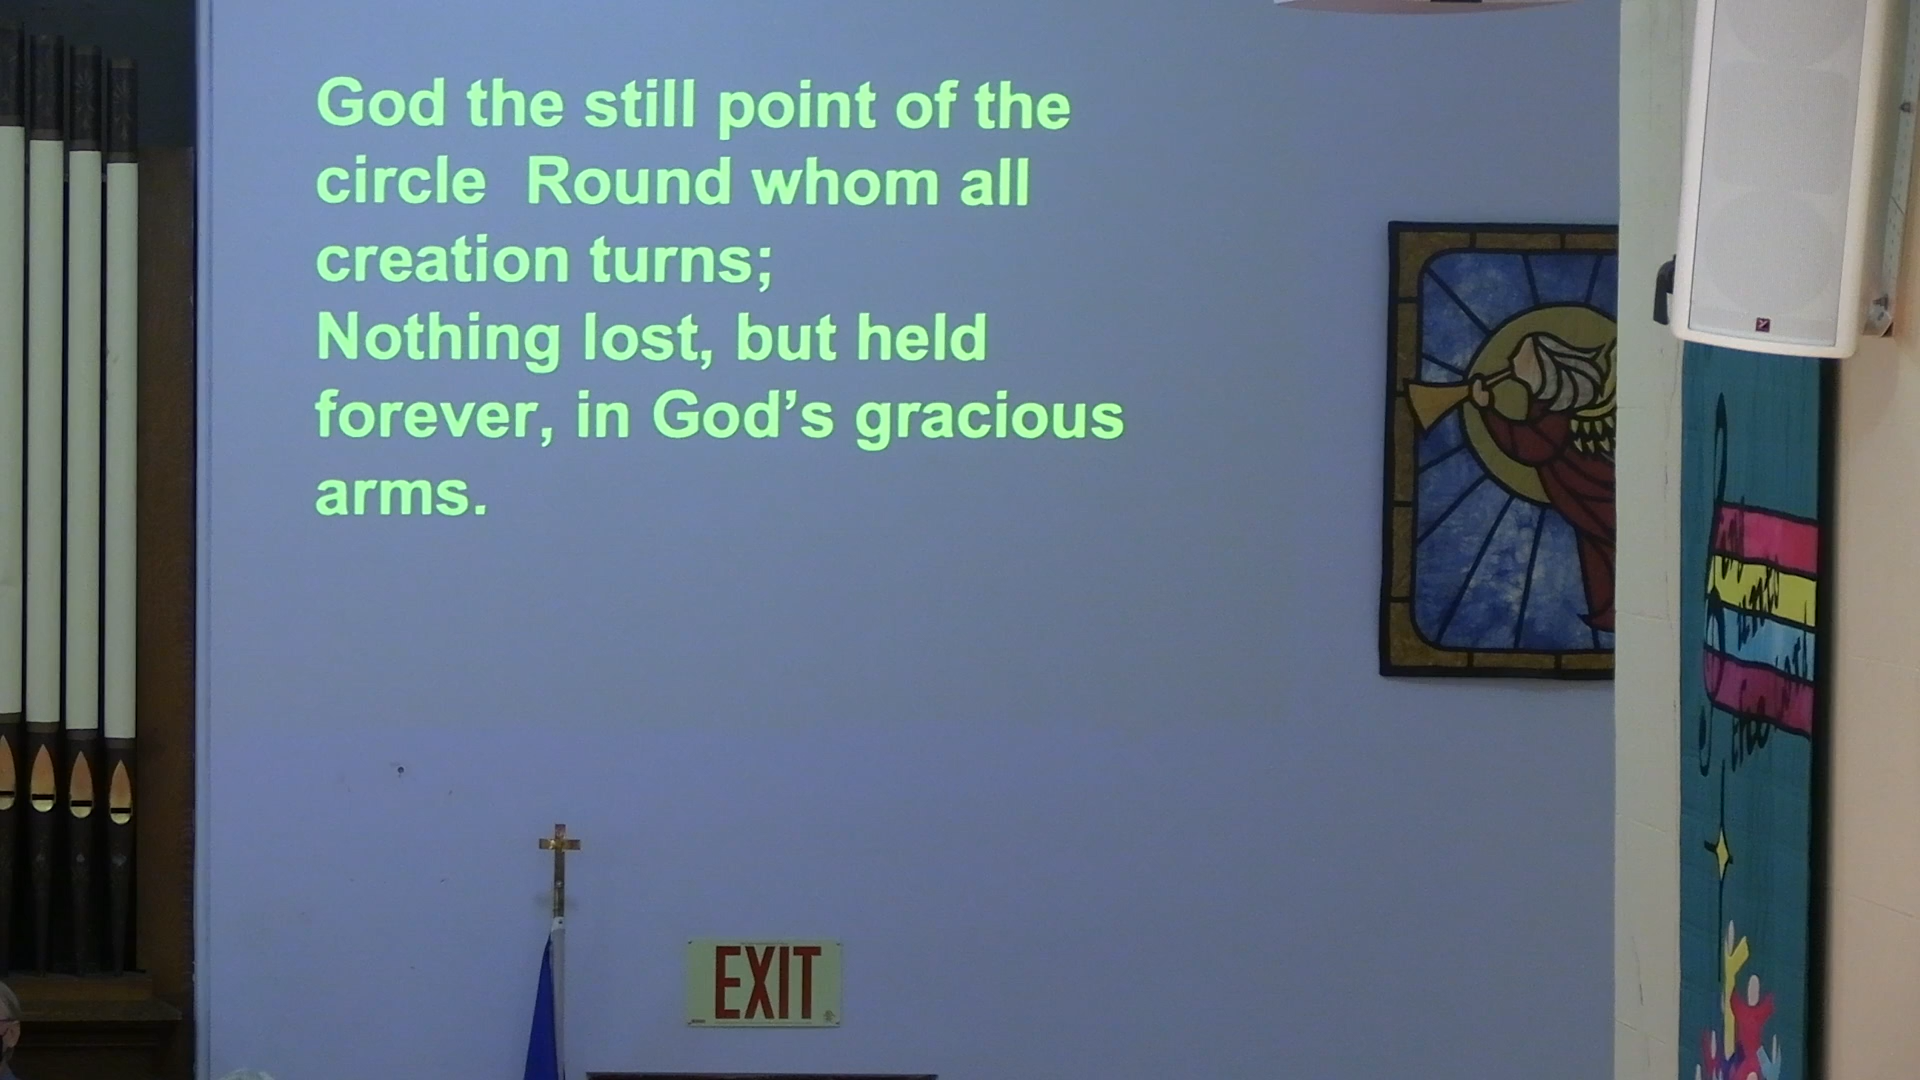 God the still point of the
circle  Round whom all
creation turns;
Nothing lost, but held
forever, in God’s gracious
arms.
EXIT